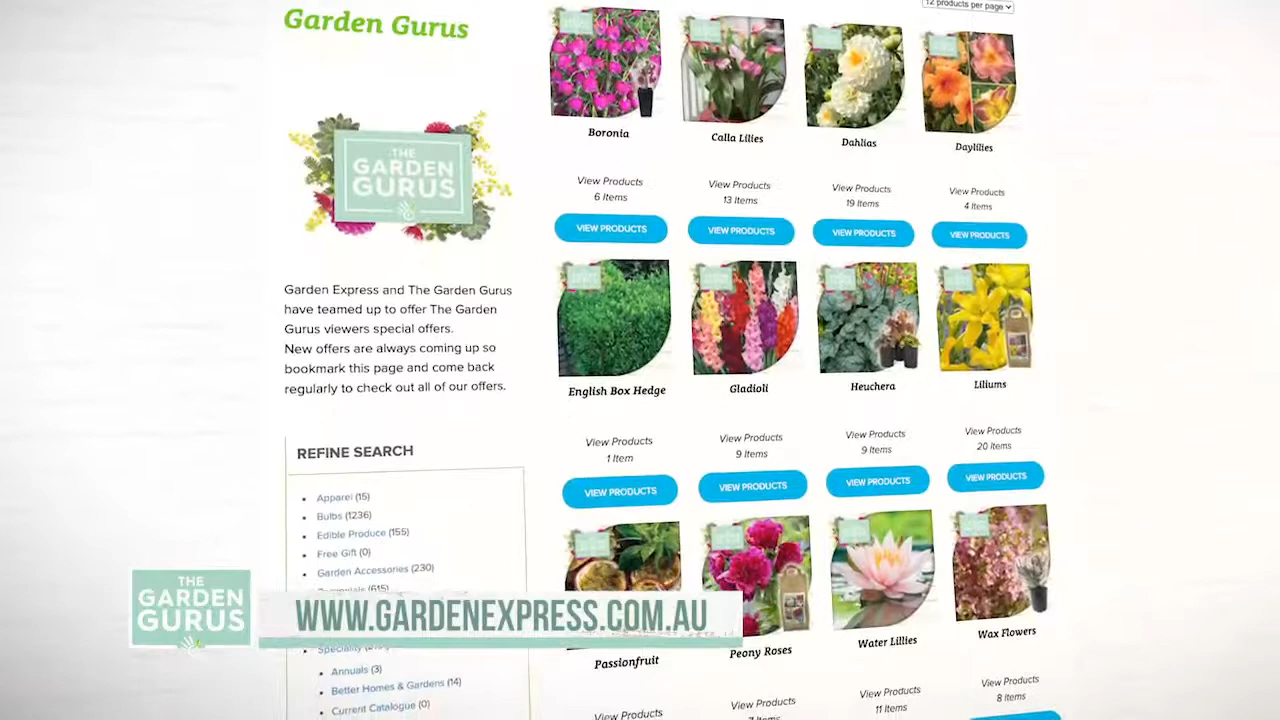 Garden Gurus
12 products per page
THE
GARDEN
GURUS
Garden Express and The Garden Gurus
have teamed up to offer The Garden
Gurus viewers special offers.
New offers are always coming up so
bookmark this page and come back
regularly to check out all of our offers.
REFINE SEARCH
Apparel (15)
Bulbs (1236)
Edible Produce (155)
Free Gift (0)
Garden Accessories (230)
Annuals (3)
Better Homes & Gardens (14)
Current Catalogue (0)
Boronia
Calla Lilies
Dahlias
Daylilies
View Products
6 Items
View Products
13 Items
View Products
19 Items
View Products
4 Items
VIEW PRODUCTS
VIEW PRODUCTS
VIEW PRODUCTS
VIEW PRODUCTS
English Box Hedge
Gladioli
Heuchera
Liliums
View Products
1 Item
View Products
9 Items
View Products
9 Items
View Products
20 Items
VIEW PRODUCTS
VIEW PRODUCTS
VIEW PRODUCTS
VIEW PRODUCTS
Passionfruit
Peony Roses
Water Lillies
Wax Flowers
View Products
View Products
View Products
11 Items
View Products
8 Items
THE
GARDEN
GURUS
WWW.GARDENEXPRESS.COM.AU